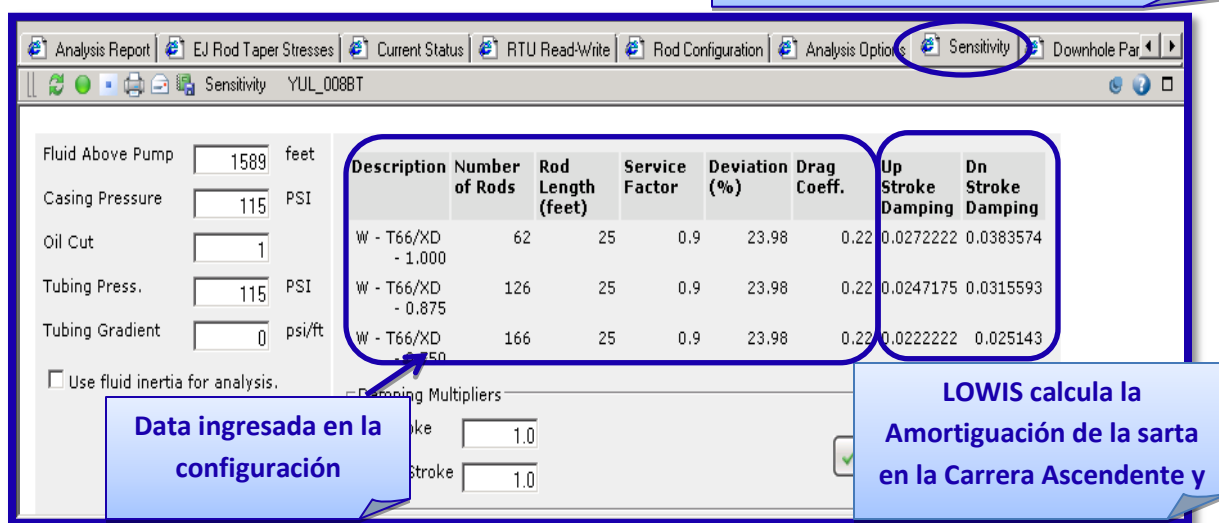 Analysis Report EJ Rod Taper Stresses Current Status RTU Read-Write Rod Configuration Analysis Options Sensitivity Downhole Par
Sensitivity YUL_008BT
Fluid Above Pump 1589 feet
Casing Pressure 115 PSI
Oil Cut 1
Tubing Press. 115 PSI
Tubing Gradient 0 psi/ft
Use fluid inertia for analysis.
Description Number of Rods Rod Length (feet) Service Factor Deviation (%) Drag Coeff. Up Stroke Damping Dn Stroke Damping
W - T66/XD - 1.000 62 25 0.9 23.98 0.22 0.0272222 0.0383574
W - T66/XD - 0.875 126 25 0.9 23.98 0.22 0.0247175 0.0315593
W - T66/XD - 0.750 166 25 0.9 23.98 0.22 0.0222222 0.025143
Damping Multipliers
1.0
Stroke 1.0
Data ingresada en la
configuración
LOWIS calcula la
Amortiguación de la sarta
en la Carrera Ascendente y